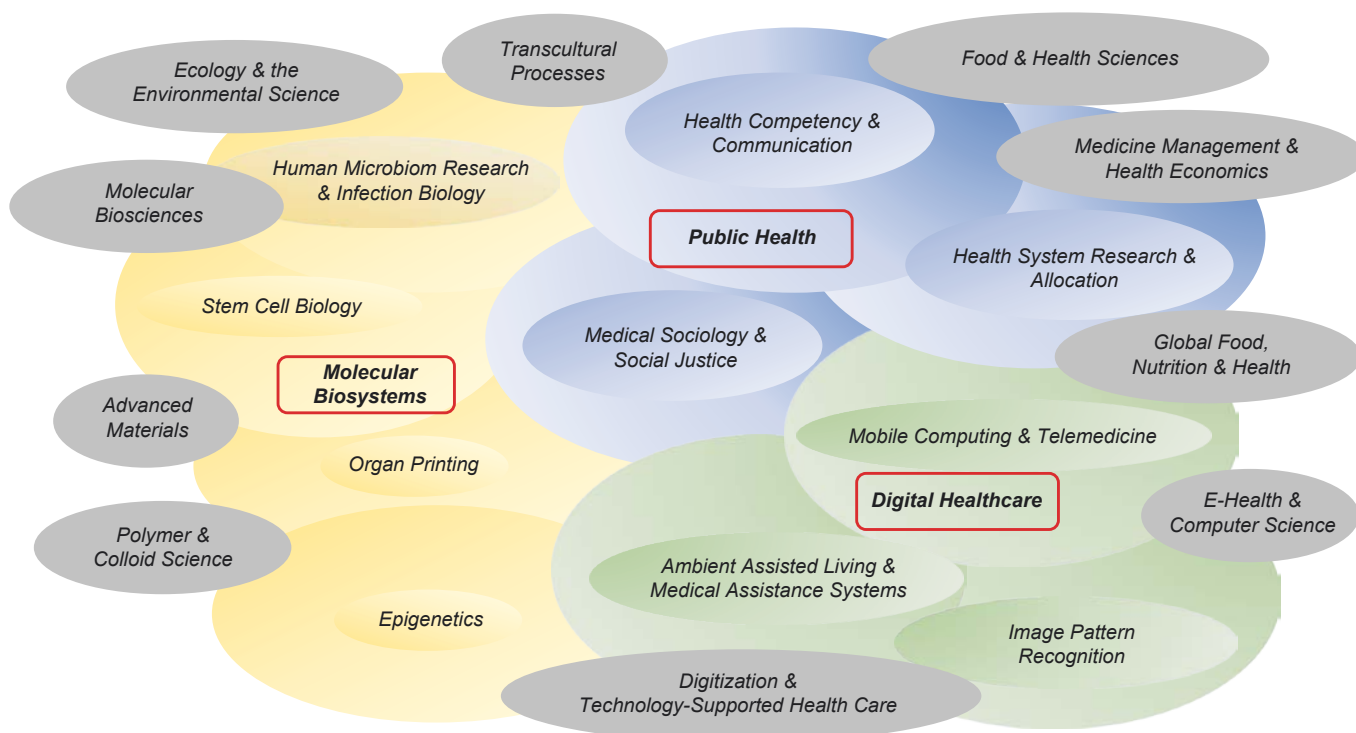 Transcultural
Processes
Food & Health Sciences
Ecology & the
Environmental Science
Health Competency &
Communication
Medicine Management &
Health Economics
Human Microbiom Research
& Infection Biology
Molecular
Biosciences
Public Health
Health System Research &
Allocation
Stem Cell Biology
Medical Sociology &
Social Justice
Global Food,
Nutrition & Health
Molecular
Biosystems
Advanced
Materials
Mobile Computing & Telemedicine
Organ Printing
Digital Healthcare
E-Health &
Computer Science
Polymer &
Colloid Science
Ambient Assisted Living &
Medical Assistance Systems
Epigenetics
Image Pattern
Recognition
Digitization &
Technology-Supported Health Care